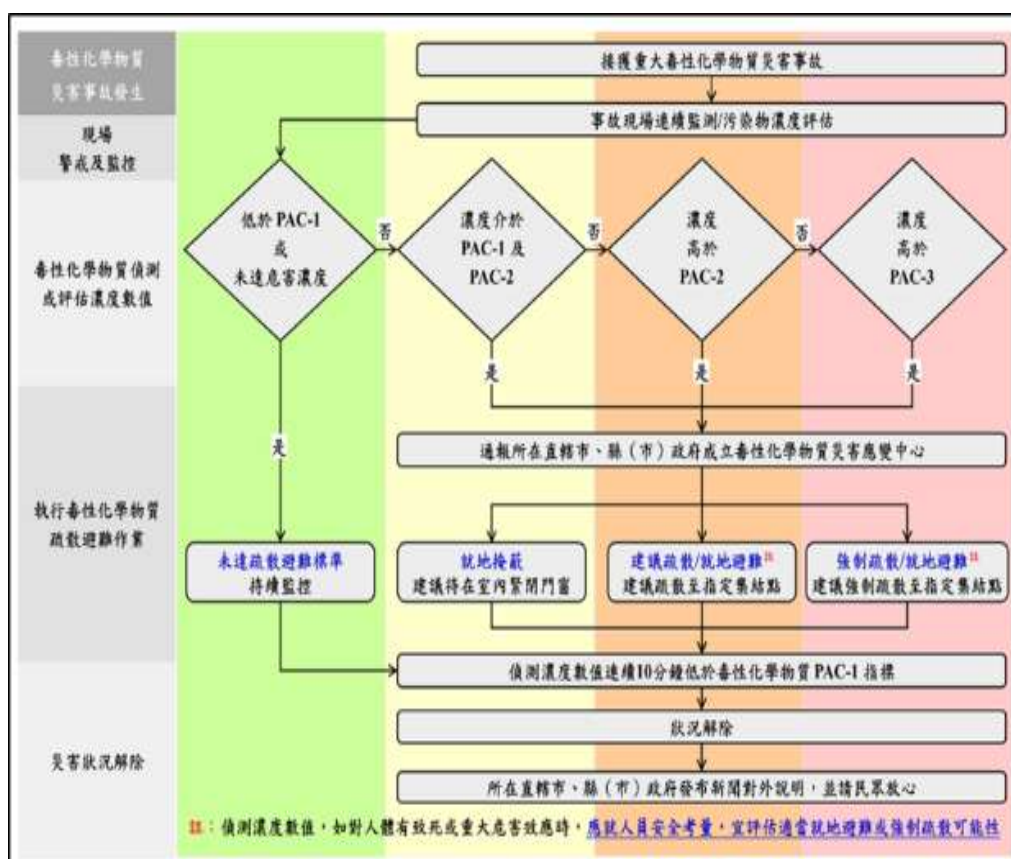 毒性化學物質
災害事故發生
接獲重大毒性化學物質災害事故
事故現場連續監測/污染物濃度評估
現場
警戒及監控
毒性化學物質偵測
或評估濃度數值
低於 PAC-1
或
未達危害濃度
否
濃度介於
PAC-1 及
PAC-2
否
濃度
高於
PAC-2
否
濃度
高於
PAC-3
是
是
是
是
通報所在直轄市、縣（市）政府成立毒性化學物質災害應變中心
執行毒性化學物質
疏散避難作業
未達疏散避難標準
持續監控
就地掩蔽
建議待在室內緊閉門窗
建議疏散/就地避難註
建議疏散至指定集結點
強制疏散/就地避難註
建議強制疏散至指定集結點
偵測濃度數值連續10分鐘低於毒性化學物質 PAC-1 指標
狀況解除
災害狀況解除
所在直轄市、縣（市）政府發布新聞對外說明，並請民眾放心
註：偵測濃度數值，如對人體有致死或重大危害效應時，應就人員安全考量，宜評估適當就地避難或強制疏散可能性